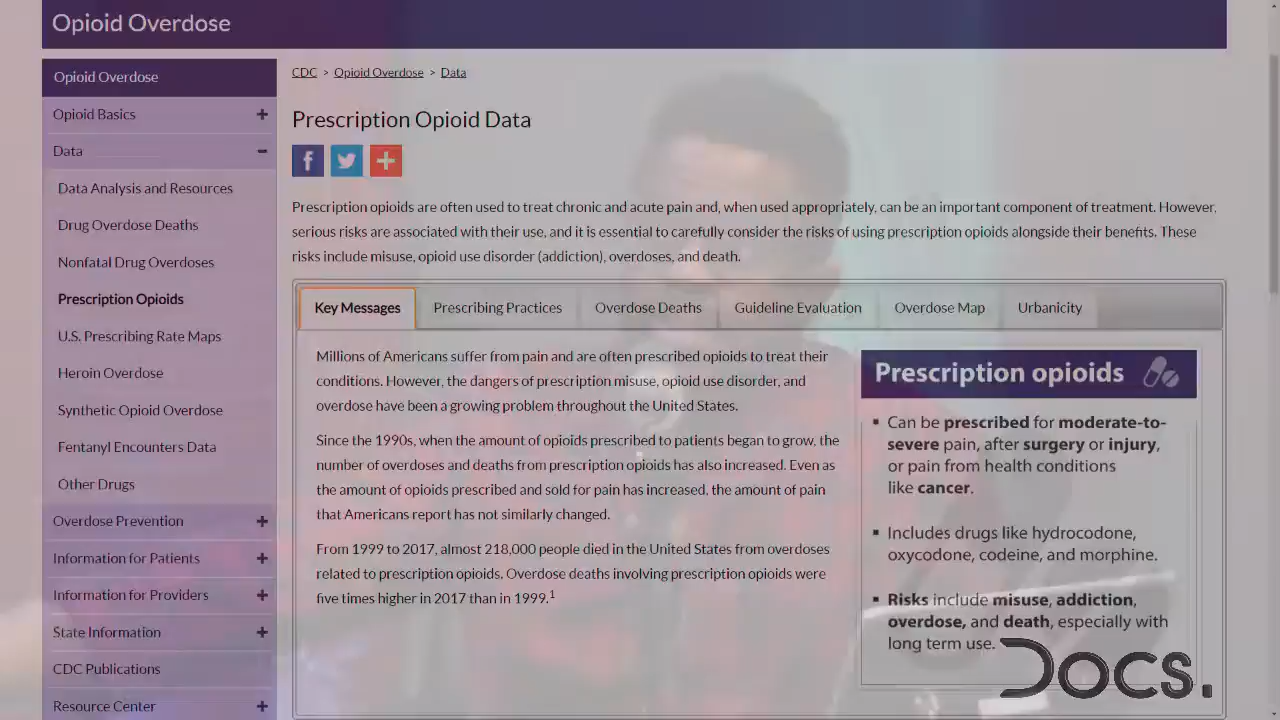 Opioid Overdose
Opioid Overdose
Opioid Basics +
Data -
Data Analysis and Resources
Drug Overdose Deaths
Nonfatal Drug Overdoses
Prescription Opioids
U.S. Prescribing Rate Maps
Heroin Overdose
Synthetic Opioid Overdose
Fentanyl Encounters Data
Other Drugs
Overdose Prevention +
Information for Patients +
Information for Providers +
State Information +
CDC Publications
Resource Center +
CDC > Opioid Overdose > Data
Prescription Opioid Data
Prescription opioids are often used to treat chronic and acute pain and, when used appropriately, can be an important component of treatment. However,
serious risks are associated with their use, and it is essential to carefully consider the risks of using prescription opioids alongside their benefits. These
risks include misuse, opioid use disorder (addiction), overdoses, and death.
Key Messages Prescribing Practices Overdose Deaths Guideline Evaluation Overdose Map Urbanicity
Millions of Americans suffer from pain and are often prescribed opioids to treat their
conditions. However, the dangers of prescription misuse, opioid use disorder, and
overdose have been a growing problem throughout the United States.
Since the 1990s, when the amount of opioids prescribed to patients began to grow, the
number of overdoses and deaths from prescription opioids has also increased. Even as
the amount of opioids prescribed and sold for pain has increased, the amount of pain
that Americans report has not similarly changed.
From 1999 to 2017, almost 218,000 people died in the United States from overdoses
related to prescription opioids. Overdose deaths involving prescription opioids were
five times higher in 2017 than in 1999.1
Prescription opioids
▪ Can be prescribed for moderate-to-
severe pain, after surgery or injury,
or pain from health conditions
like cancer.
▪ Includes drugs like hydrocodone,
oxycodone, codeine, and morphine.
▪ Risks include misuse, addiction,
overdose, and death, especially with
long term use.
DOCS.